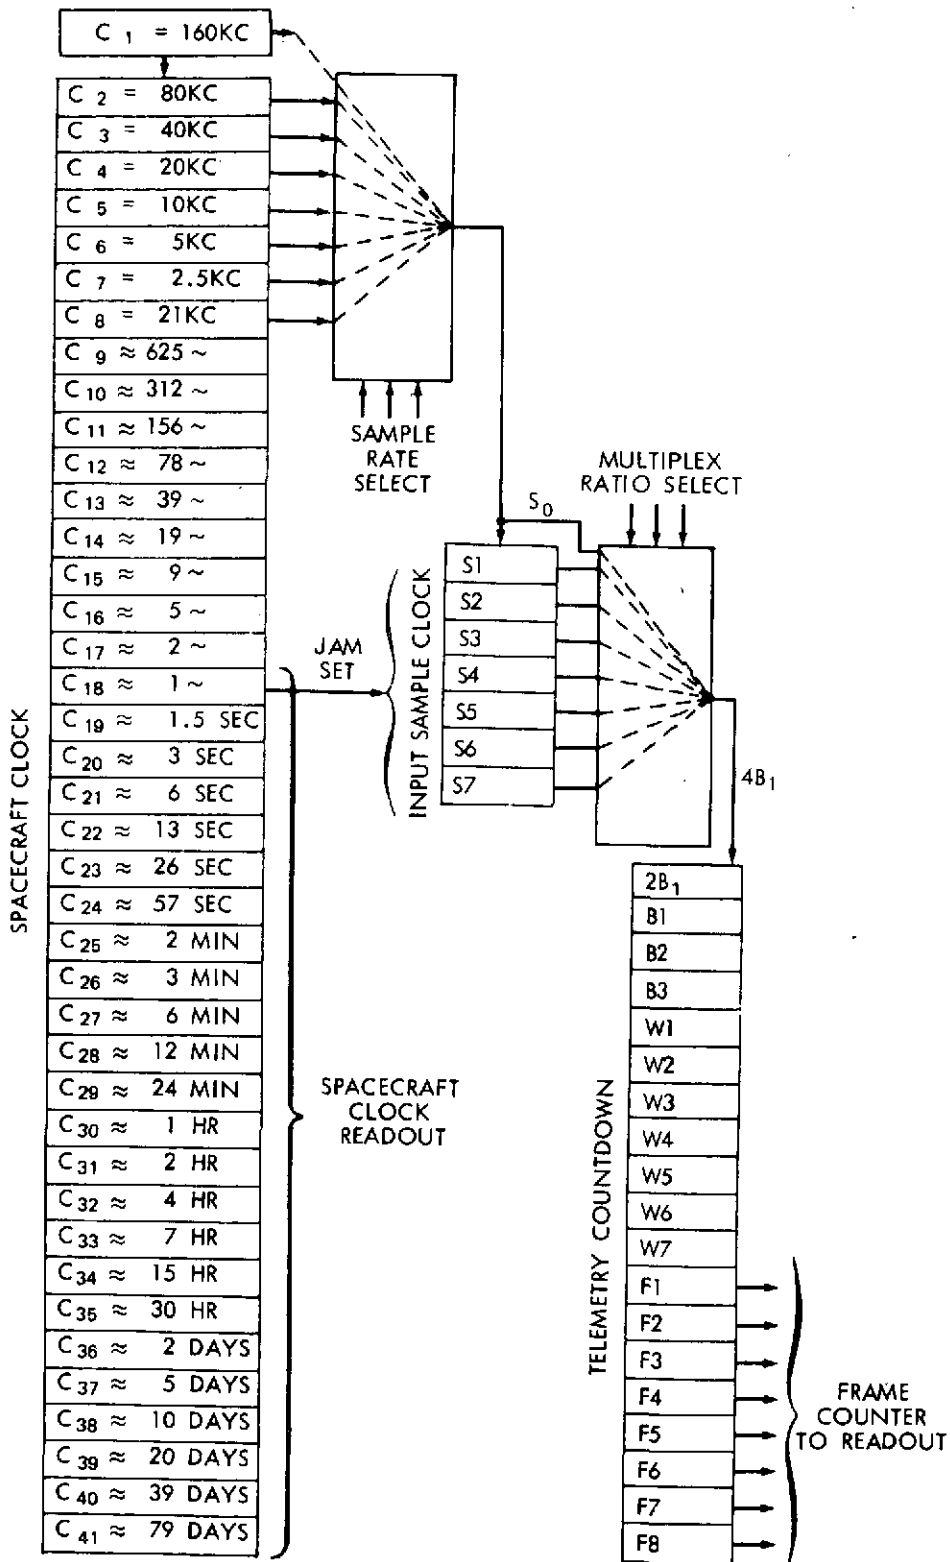 C 1 = 160KC
C 2 = 80KC
C 3 = 40KC
C 4 = 20KC
C 5 = 10KC
C 6 = 5KC
C 7 = 2.5KC
C 8 = 21KC
C 9 ≈ 625 ~
C 10 ≈ 312 ~
C 11 ≈ 156 ~
C 12 ≈ 78 ~
C 13 ≈ 39 ~
C 14 ≈ 19 ~
C 15 ≈ 9 ~
C 16 ≈ 5 ~
C 17 ≈ 2 ~
C 18 ≈ 1 ~
C 19 ≈ 1.5 SEC
C 20 ≈ 3 SEC
C 21 ≈ 6 SEC
C 22 ≈ 13 SEC
C 23 ≈ 26 SEC
C 24 ≈ 57 SEC
C 25 ≈ 2 MIN
C 26 ≈ 3 MIN
C 27 ≈ 6 MIN
C 28 ≈ 12 MIN
C 29 ≈ 24 MIN
C 30 ≈ 1 HR
C 31 ≈ 2 HR
C 32 ≈ 4 HR
C 33 ≈ 7 HR
C 34 ≈ 15 HR
C 35 ≈ 30 HR
C 36 ≈ 2 DAYS
C 37 ≈ 5 DAYS
C 38 ≈ 10 DAYS
C 39 ≈ 20 DAYS
C 40 ≈ 39 DAYS
C 41 ≈ 79 DAYS
SPACECRAFT CLOCK
SAMPLE
RATE
SELECT
MULTIPLEX
RATIO SELECT
S0
JAM
SET
INPUT SAMPLE CLOCK
S1
S2
S3
S4
S5
S6
S7
4B1
SPACECRAFT
CLOCK
READOUT
TELEMETRY COUNTDOWN
2B1
B1
B2
B3
W1
W2
W3
W4
W5
W6
W7
F1
F2
F3
F4
F5
F6
F7
F8
FRAME
COUNTER
TO READOUT